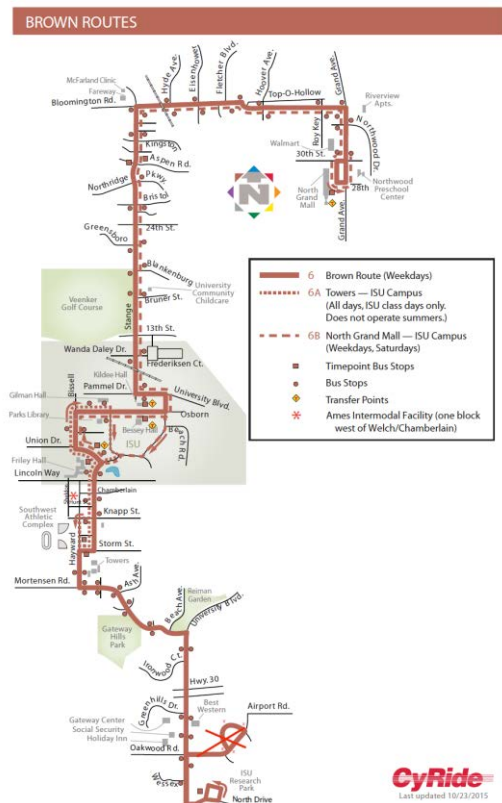 BROWN ROUTES
McFarland Clinic
Fareway
Bloomington Rd.
Hyde Ave.
Eisenhower
Fletcher Blvd.
Hoover Ave.
Top-O-Hollow
Grand Ave.
Riverview
Apts.
Roy Key
Northwood Dr.
Walmart
30th St.
28th
Northwood
Preschool
Center
North
Grand
Mall
Grand Ave.
Kingston
Aspen Rd.
Northridge
Pkwy.
Bristol
24th St.
Greensboro
N
Blankenburg
University
Community
Childcare
Bruner St.
Veenker
Golf Course
Stange
13th St.
Wanda Daley Dr.
Frederiksen Ct.
Kildee Hall
Pammel Dr.
University Blvd.
Gilman Hall
Bissell
Osborn
Parks Library
Bessey Hall
ISU
Beach Rd.
Union Dr.
Friley Hall
Lincoln Way
Chamberlain
Southwest
Athletic
Complex
Knapp St.
Hayward
Storm St.
Towers
Mortensen Rd.
Ash Ave.
Beach Ave.
Reiman
Garden
University Blvd.
Gateway
Hills
Park
Ironwood Ct.
Hwy. 30
Greenhills Dr.
Best
Western
Airport Rd.
Gateway Center
Social Security
Holiday Inn
Oakwood Rd.
ISU
Research
Park
Wessex
North Drive
6 Brown Route (Weekdays)
6A Towers — ISU Campus
(All days, ISU class days only.
Does not operate summers.)
6B North Grand Mall — ISU Campus
(Weekdays, Saturdays)
Timepoint Bus Stops
Bus Stops
Transfer Points
Ames Intermodal Facility (one block
west of Welch/Chamberlain)
CyRide
Last updated 10/23/2015